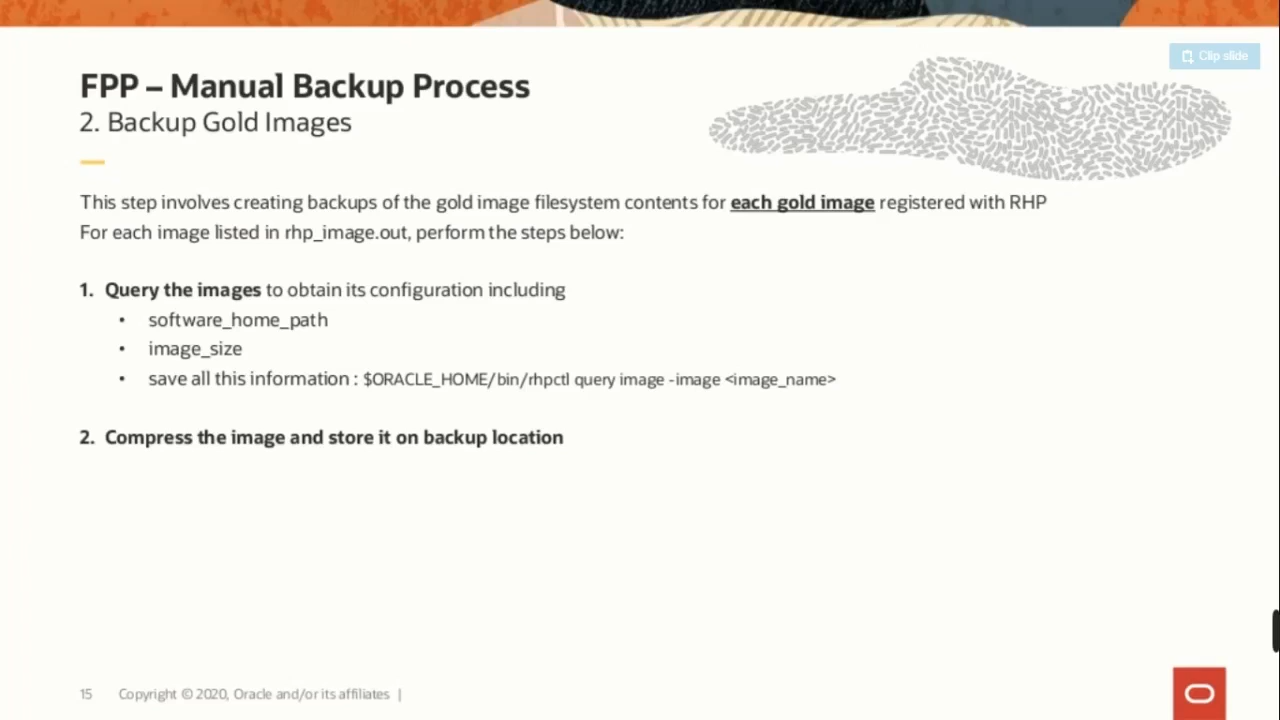 Clip slide
FPP – Manual Backup Process
2. Backup Gold Images
This step involves creating backups of the gold image filesystem contents for each gold image registered with RHP
For each image listed in rhp_image.out, perform the steps below:
1. Query the images to obtain its configuration including
• software_home_path
• image_size
• save all this information : $ORACLE_HOME/bin/rhpctl query image -image <image_name>
2. Compress the image and store it on backup location
15 Copyright © 2020, Oracle and/or its affiliates |